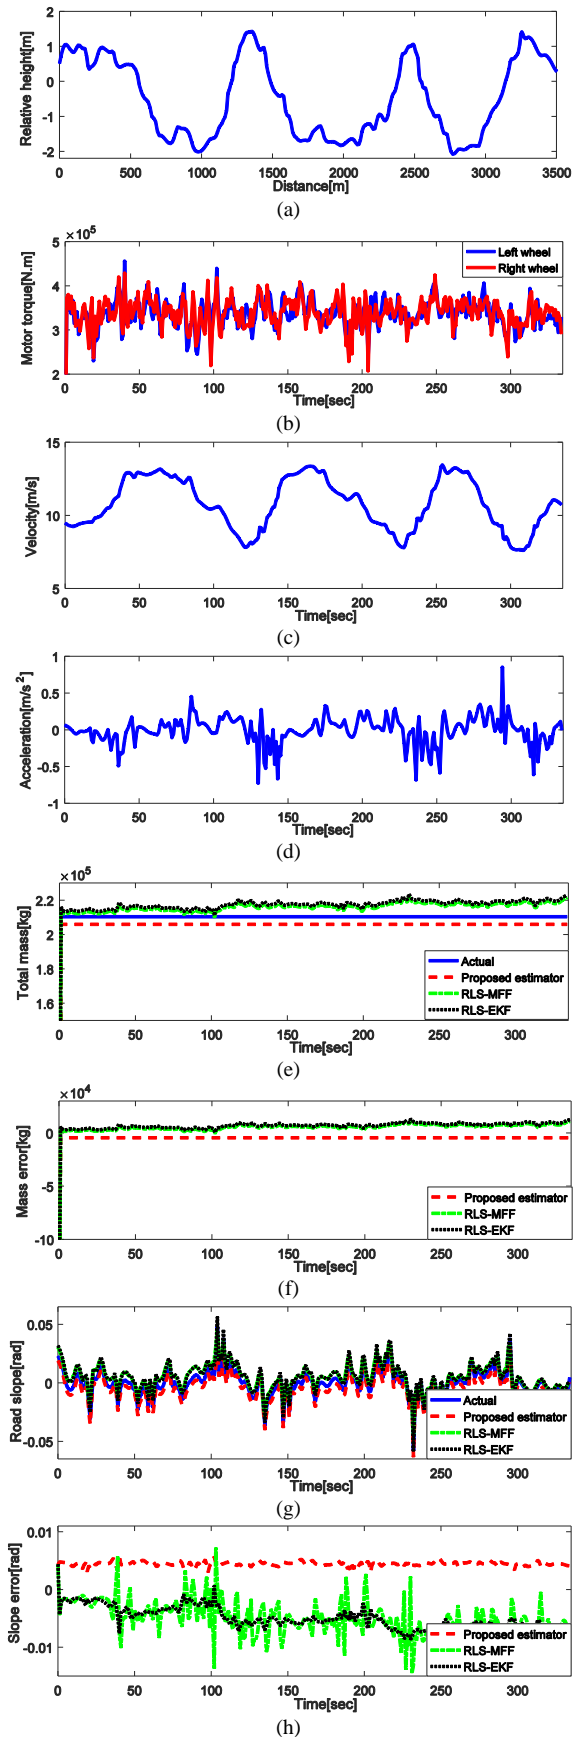 2
1
0
-1
-2
Relative height[m]
0 500 1000 1500 2000 2500 3000 3500
Distance[m]
(a)
×10⁵
5
4
3
2
Motor torque[N.m]
Left wheel
Right wheel
0 50 100 150 200 250 300
Time[sec]
(b)
15
10
5
Velocity[m/s]
0 50 100 150 200 250 300
Time[sec]
(c)
1
0.5
0
-0.5
-1
Acceleration[m/s²]
0 50 100 150 200 250 300
Time[sec]
(d)
×10⁵
2.2
2
1.8
1.6
Total mass[kg]
Actual
Proposed estimator
RLS-MFF
RLS-EKF
0 50 100 150 200 250 300
Time[sec]
(e)
×10⁴
0
-5
-10
Mass error[kg]
Proposed estimator
RLS-MFF
RLS-EKF
0 50 100 150 200 250 300
Time[sec]
(f)
0.05
0
-0.05
Road slope[rad]
Actual
Proposed estimator
RLS-MFF
RLS-EKF
0 50 100 150 200 250 300
Time[sec]
(g)
0.01
0
-0.01
Slope error[rad]
Proposed estimator
RLS-MFF
RLS-EKF
0 50 100 150 200 250 300
Time[sec]
(h)